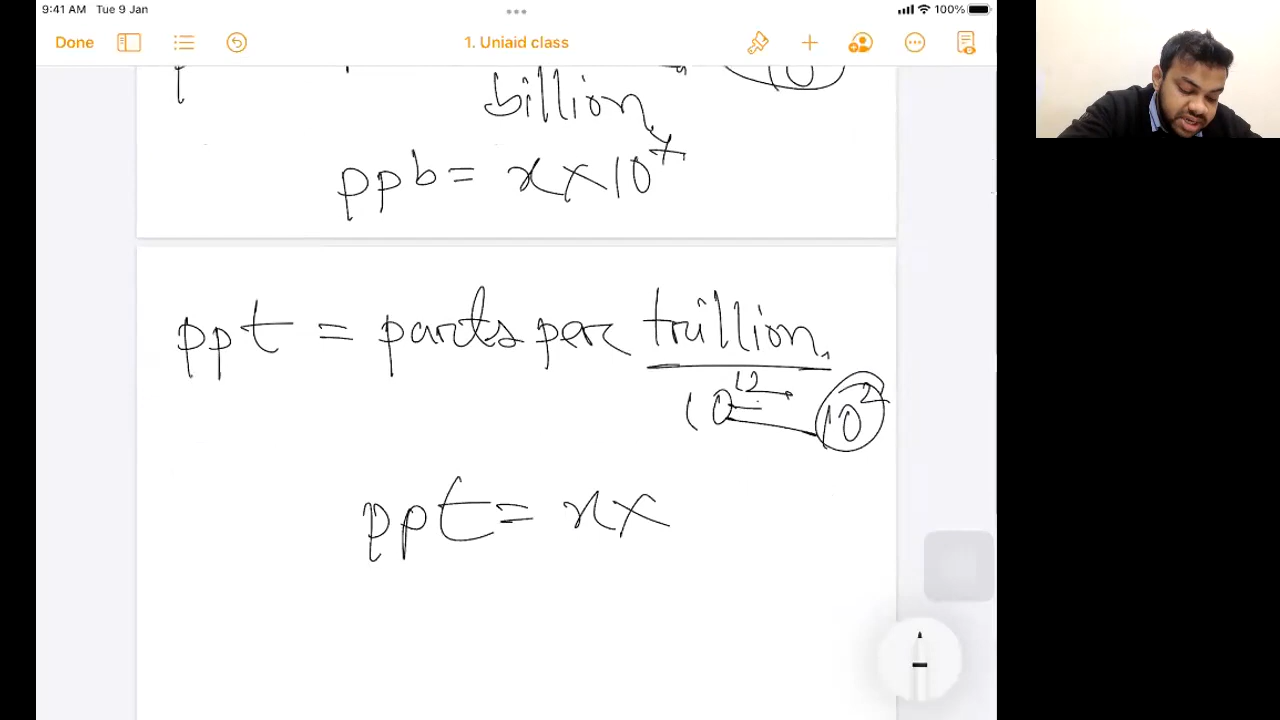 9:41 AM Tue 9 Jan
100%
Done
1. Uniaid class
billion
ppb = x × 10⁷
ppt = parts per trillion
10¹² 10²
ppt = x ×